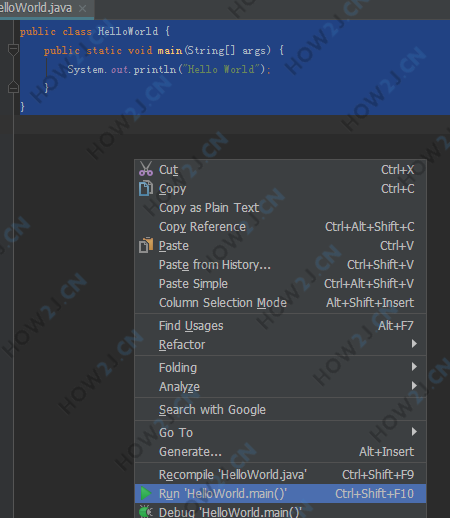 elloWorld.java
public class HelloWorld {
public static void main(String[] args) {
System.out.println("Hello World");
}
}
Cut Ctrl+X
Copy Ctrl+C
Copy as Plain Text
Copy Reference Ctrl+Alt+Shift+C
Paste Ctrl+V
Paste from History... Ctrl+Shift+V
Paste Simple Ctrl+Alt+Shift+V
Column Selection Mode Alt+Shift+Insert
Find Usages Alt+F7
Refactor
Folding
Analyze
Search with Google
Go To
Generate... Alt+Insert
Recompile 'HelloWorld.java' Ctrl+Shift+F9
Run 'HelloWorld.main()' Ctrl+Shift+F10
Debug 'HelloWorld.main()'
HOW2J.CN